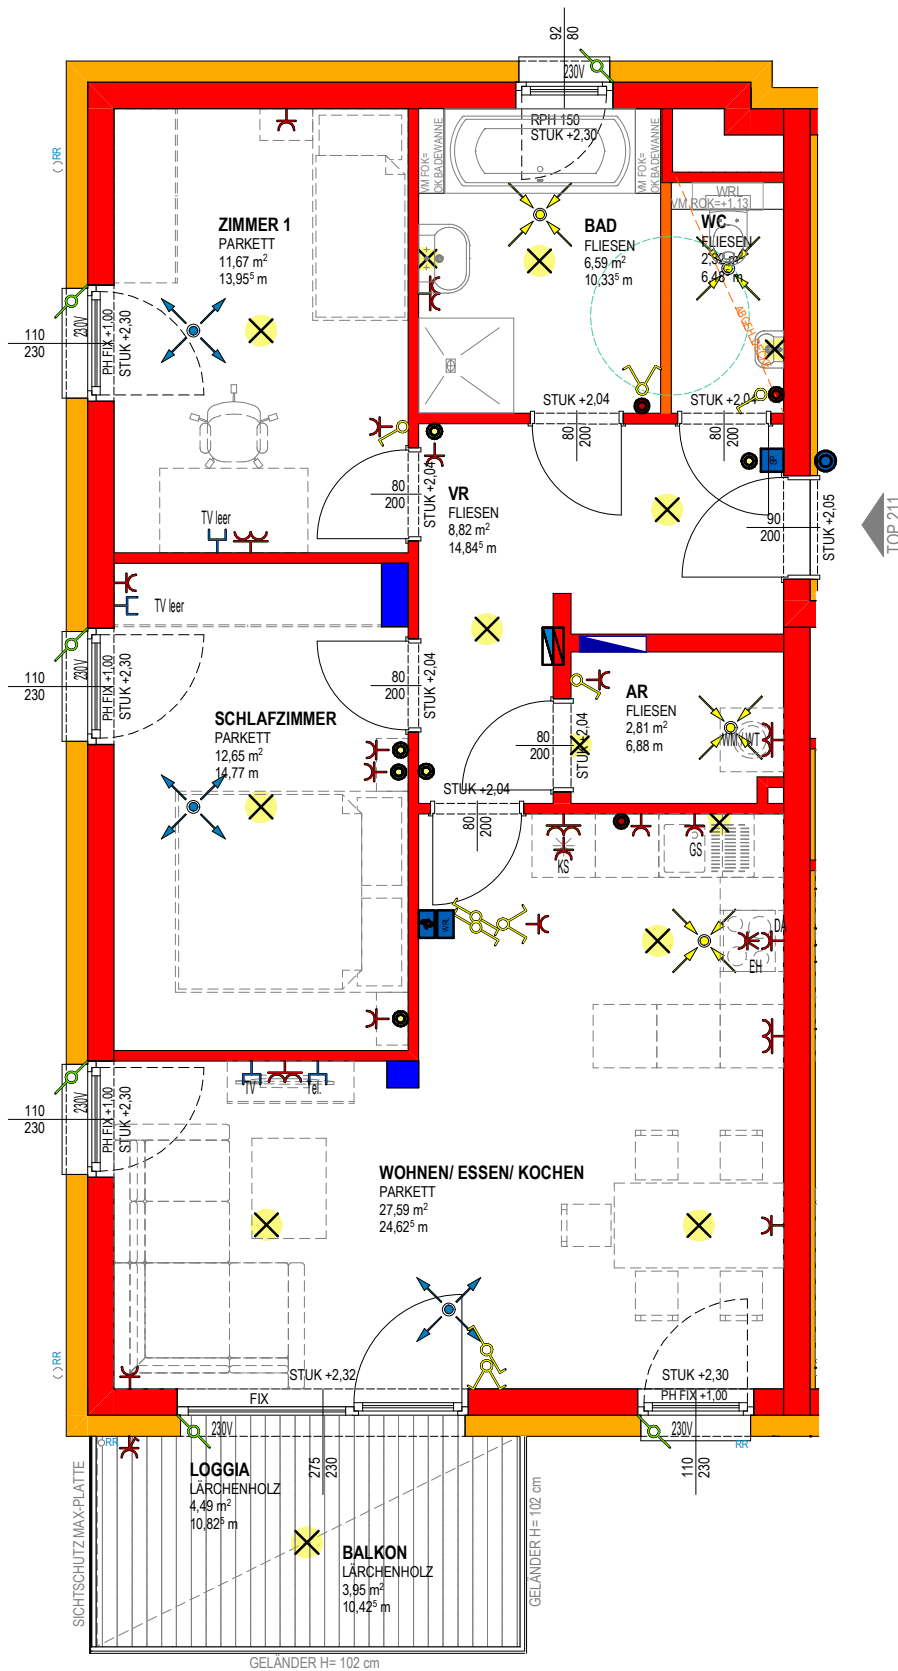 92
80
230V
RPH 150
STUK +2,30
VM FOK=
OK BADEWANNE
VM FOK=
OK BADEWANNE
RR
ZIMMER 1
PARKETT
11,67 m²
13,95⁵ m
BAD
FLIESEN
6,59 m²
10,33⁵ m
WRL
VM ROK=+1,13
WC
FLIESEN
6,48⁵ m
110
230
230V
PH FIX +1,00
STUK +2,30
STUK +2,04
80
200
STUK +2,04
80
200
SP
90
200
STUK +2,05
TOP 211
80
200
STUK +2,04
VR
FLIESEN
8,82 m²
14,84⁵ m
TV leer
TV leer
110
230
230V
PH FIX +1,00
STUK +2,30
80
200
STUK +2,04
SCHLAFZIMMER
PARKETT
12,65 m²
14,77 m
AR
FLIESEN
2,81 m²
6,88 m
WM/WT
80
200
STUK +2,04
STUK +2,04
80
200
KS
GS
DA
EH
WRL
110
230
230V
PH FIX +1,00
STUK +2,30
TV
Tel.
WOHNEN/ ESSEN/ KOCHEN
PARKETT
27,59 m²
24,62⁵ m
RR
STUK +2,32
FIX
STUK +2,30
PH FIX +1,00
230V
230V
RR
RR
275
230
110
230
LOGGIA
LÄRCHENHOLZ
4,49 m²
10,82⁵ m
BALKON
LÄRCHENHOLZ
3,95 m²
10,42⁵ m
SICHTSCHUTZ MAX-PLATTE
GELÄNDER H= 102 cm
GELÄNDER H= 102 cm